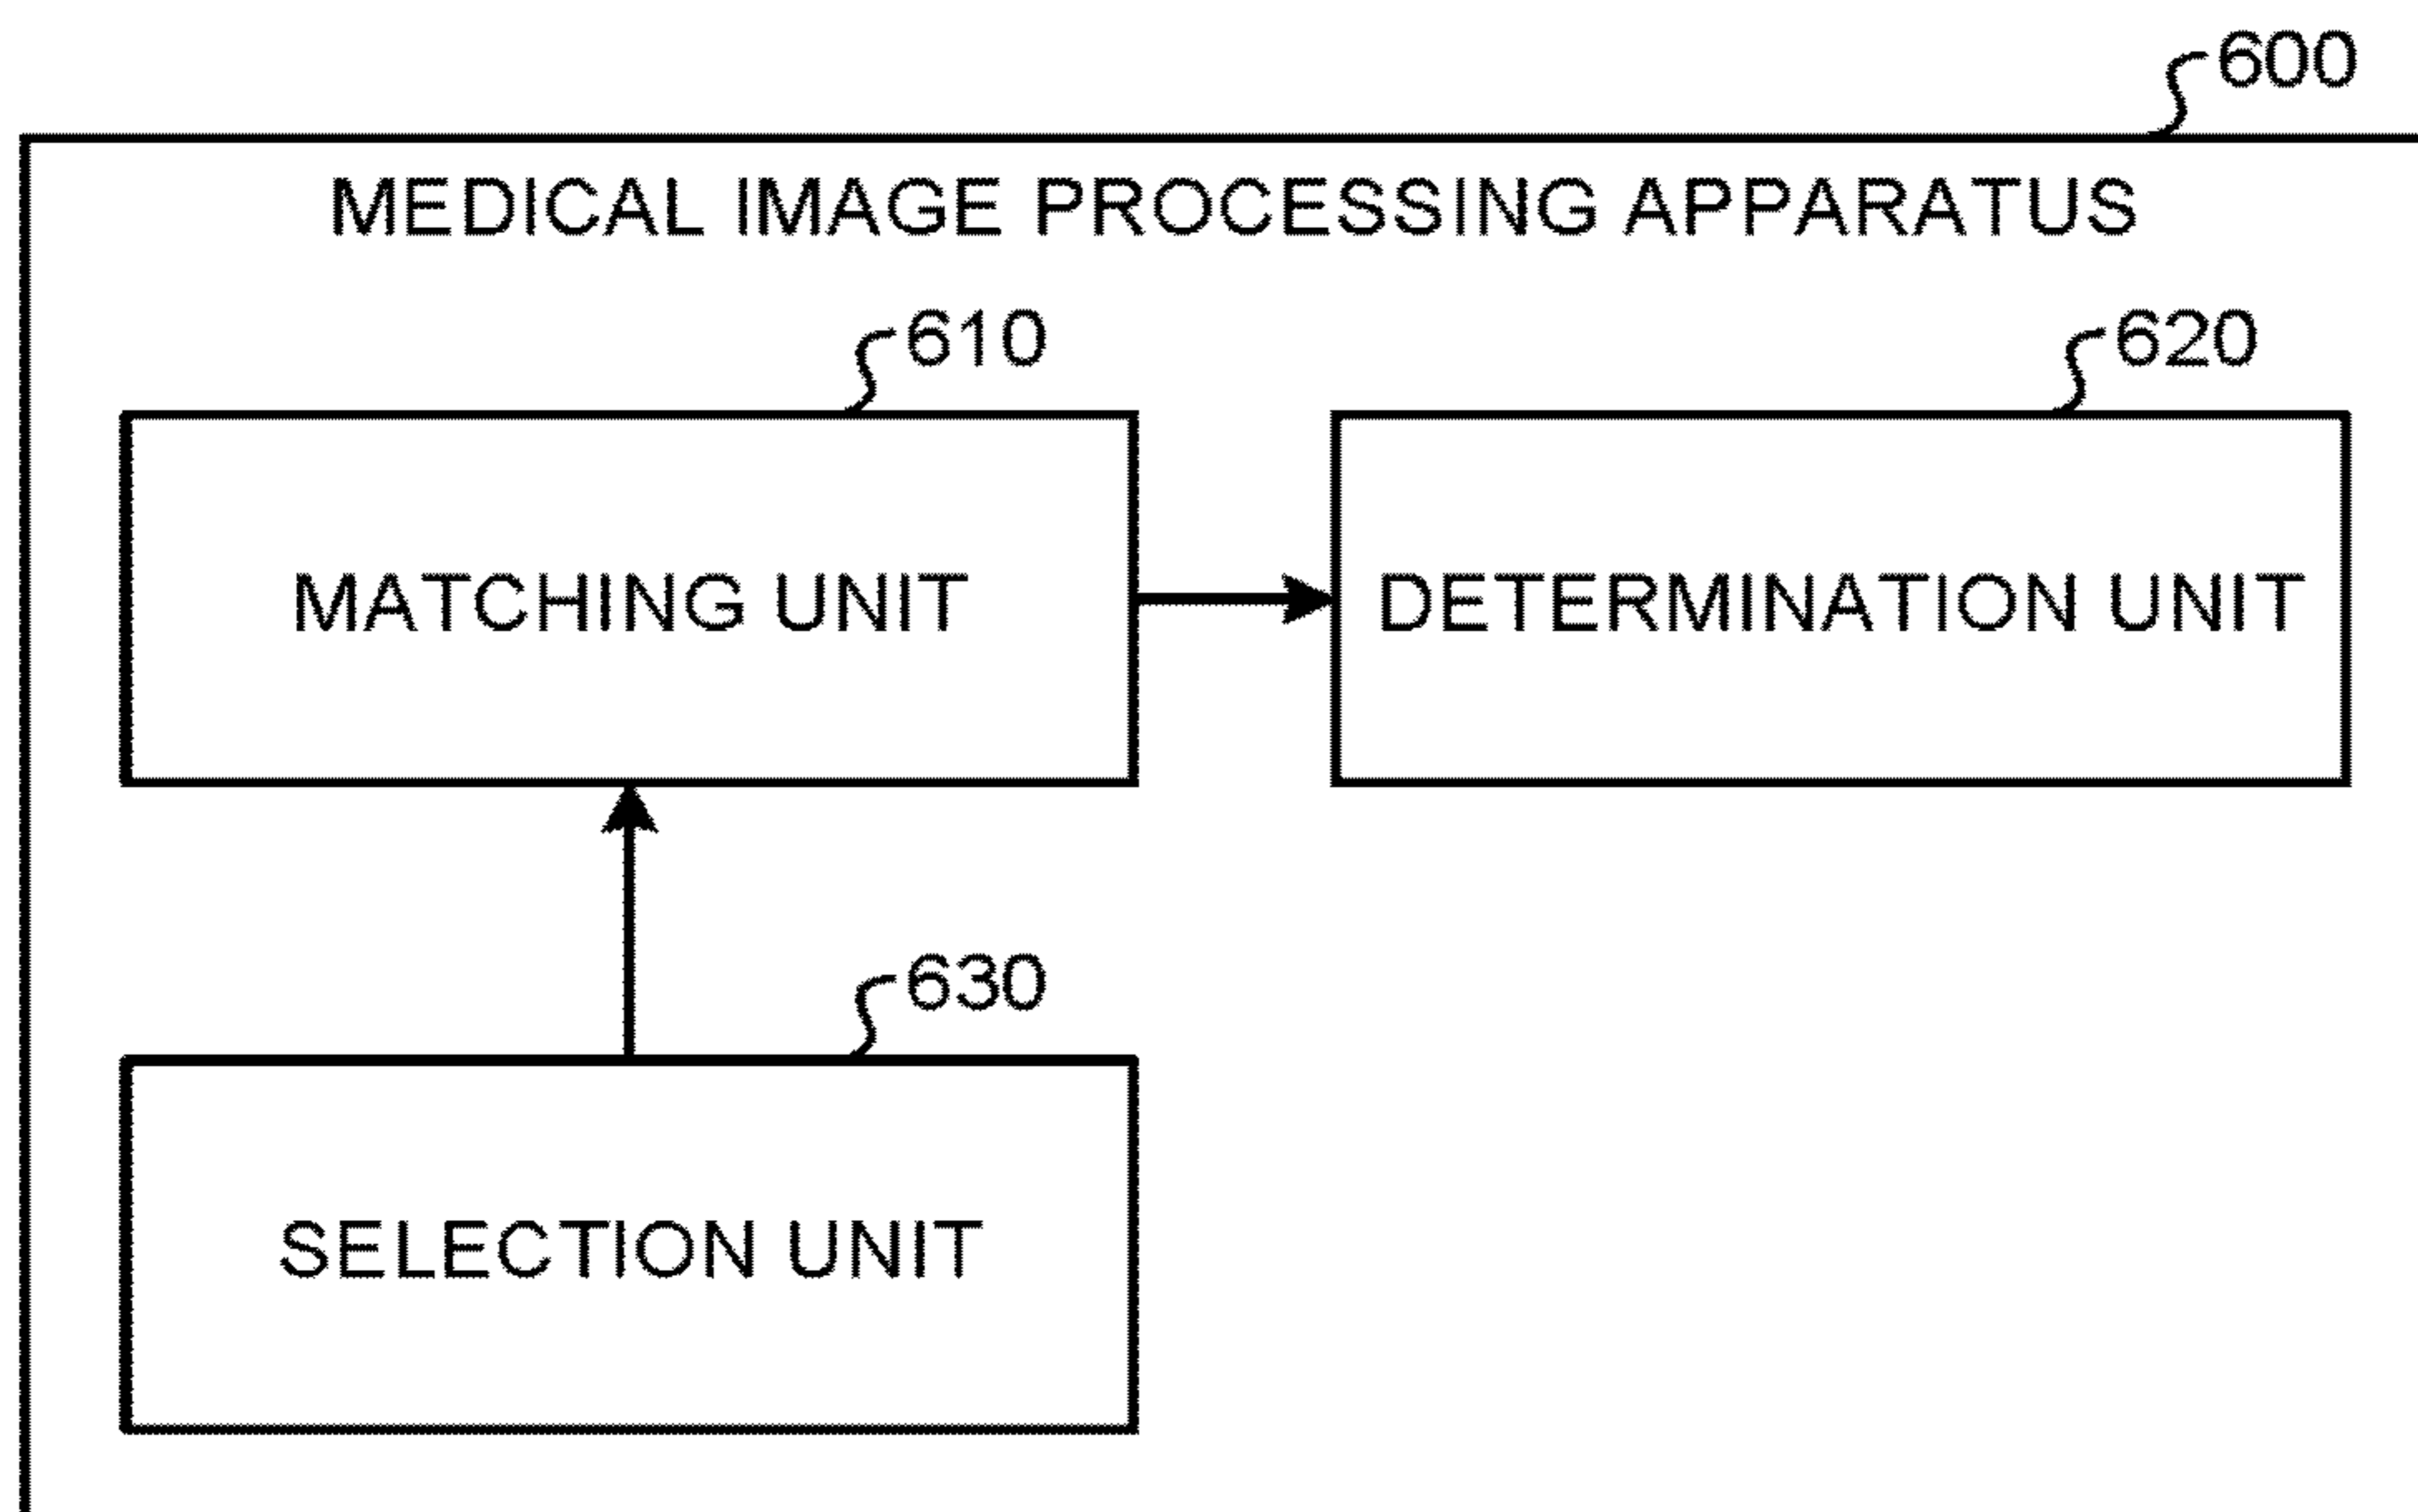 600
MEDICAL IMAGE PROCESSING APPARATUS
610
620
MATCHING UNIT
DETERMINATION UNIT
630
SELECTION UNIT